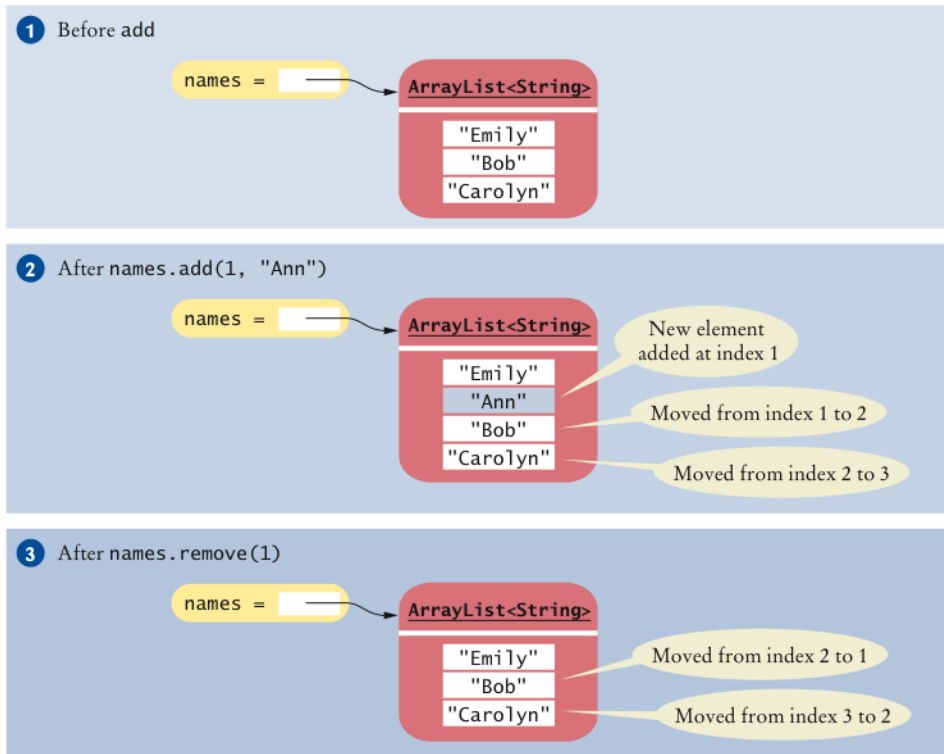 1 Before add
names =
ArrayList<String>
"Emily"
"Bob"
"Carolyn"
2 After names.add(1, "Ann")
names =
ArrayList<String>
"Emily"
"Ann"
"Bob"
"Carolyn"
New element
added at index 1
Moved from index 1 to 2
Moved from index 2 to 3
3 After names.remove(1)
names =
ArrayList<String>
"Emily"
"Bob"
"Carolyn"
Moved from index 2 to 1
Moved from index 3 to 2